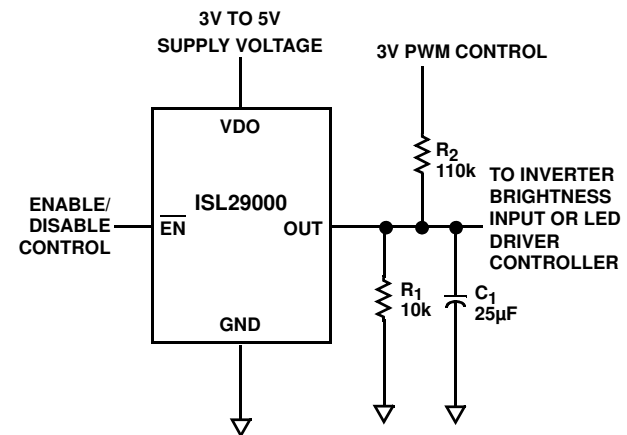 3V TO 5V
SUPPLY VOLTAGE
3V PWM CONTROL
VDO
R2
110k
TO INVERTER
BRIGHTNESS
INPUT OR LED
DRIVER
CONTROLLER
ENABLE/
DISABLE
CONTROL
EN
ISL29000
OUT
R1
10k
C1
25µF
GND